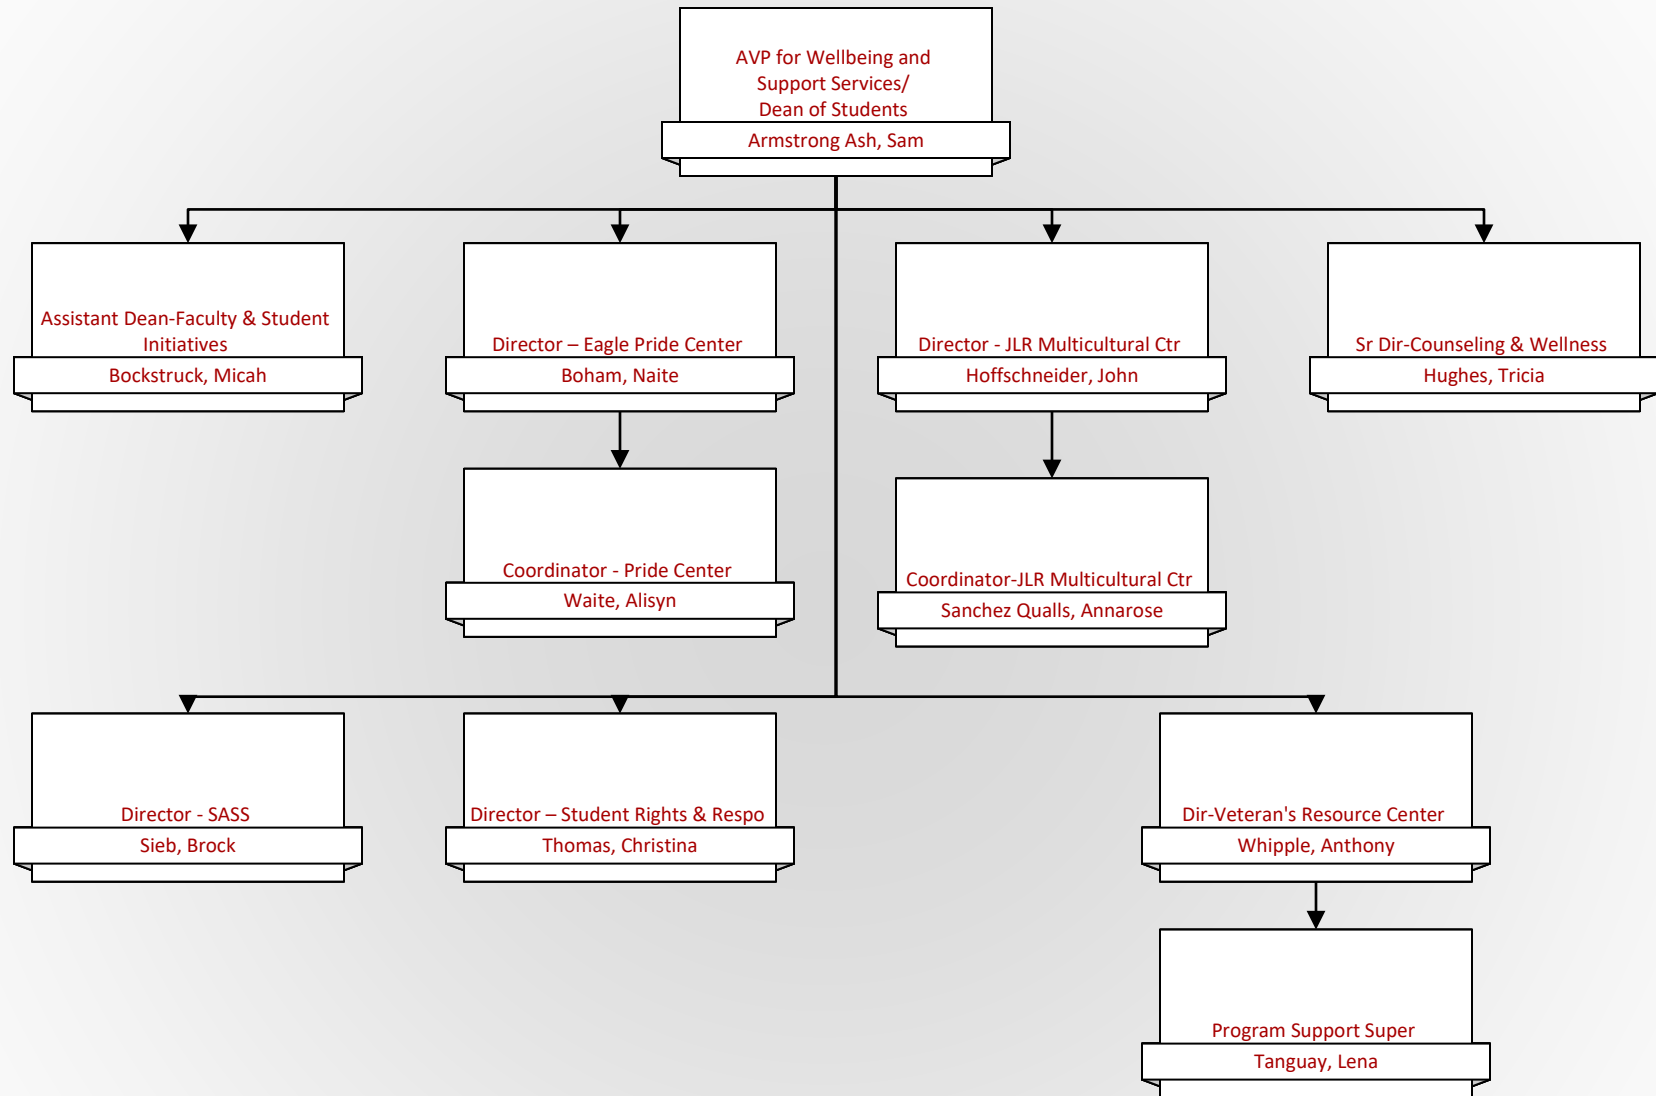 AVP for Wellbeing and
Support Services/
Dean of Students
Armstrong Ash, Sam
Assistant Dean-Faculty & Student
Initiatives
Bockstruck, Micah
Director – Eagle Pride Center
Boham, Naite
Director - JLR Multicultural Ctr
Hoffschneider, John
Sr Dir-Counseling & Wellness
Hughes, Tricia
Coordinator - Pride Center
Waite, Alisyn
Coordinator-JLR Multicultural Ctr
Sanchez Qualls, Annarose
Director - SASS
Sieb, Brock
Director – Student Rights & Respo
Thomas, Christina
Dir-Veteran's Resource Center
Whipple, Anthony
Program Support Super
Tanguay, Lena